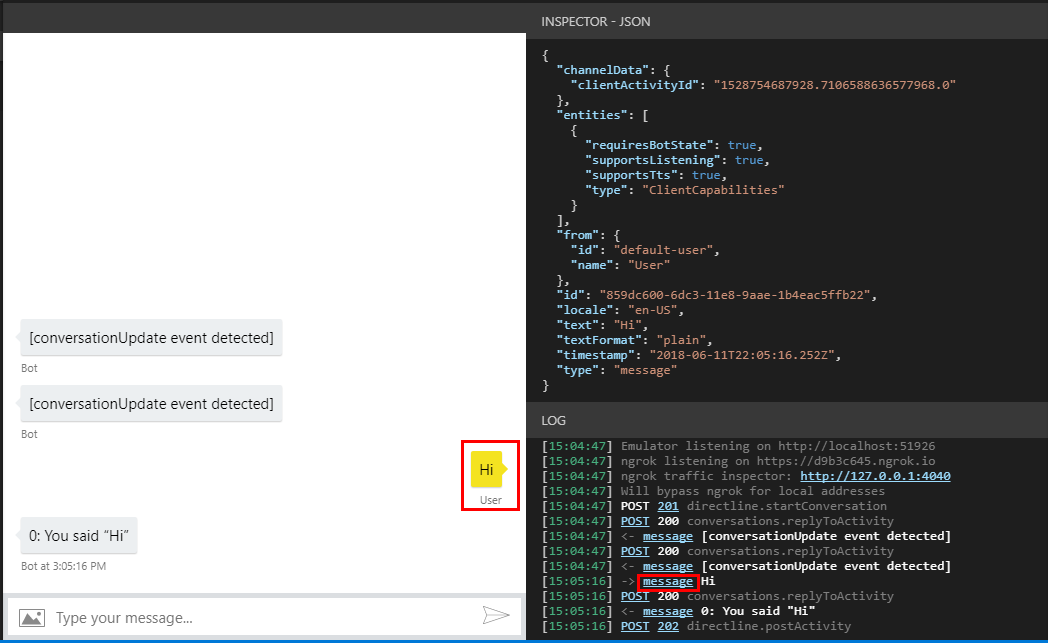 [conversationUpdate event detected]
Bot
[conversationUpdate event detected]
Bot
Hi
User
0: You said “Hi”
Bot at 3:05:16 PM
Type your message...
INSPECTOR - JSON
{
"channelData": {
"clientActivityId": "1528754687928.7106588636577968.0"
},
"entities": [
{
"requiresBotState": true,
"supportsListening": true,
"supportsTts": true,
"type": "ClientCapabilities"
}
],
"from": {
"id": "default-user",
"name": "User"
},
"id": "859dc600-6dc3-11e8-9aae-1b4eac5ffb22",
"locale": "en-US",
"text": "Hi",
"textFormat": "plain",
"timestamp": "2018-06-11T22:05:16.252Z",
"type": "message"
}
LOG
[15:04:47] Emulator listening on http://localhost:51926
[15:04:47] ngrok listening on https://d9b3c645.ngrok.io
[15:04:47] ngrok traffic inspector: http://127.0.0.1:4040
[15:04:47] Will bypass ngrok for local addresses
[15:04:47] POST 201 directline.startConversation
[15:04:47] POST 200 conversations.replyToActivity
[15:04:47] <- message [conversationUpdate event detected]
[15:04:47] POST 200 conversations.replyToActivity
[15:04:47] <- message [conversationUpdate event detected]
[15:05:16] -> message Hi
[15:05:16] POST 200 conversations.replyToActivity
[15:05:16] <- message 0: You said "Hi"
[15:05:16] POST 202 directline.postActivity